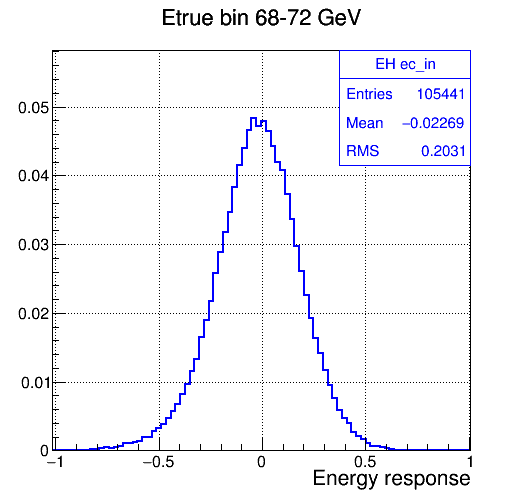 Etrue bin 68-72 GeV
EH ec_in
Entries 105441
Mean −0.02269
RMS 0.2031
0.05
0.04
0.03
0.02
0.01
0
−1 −0.5 0 0.5 1
Energy response